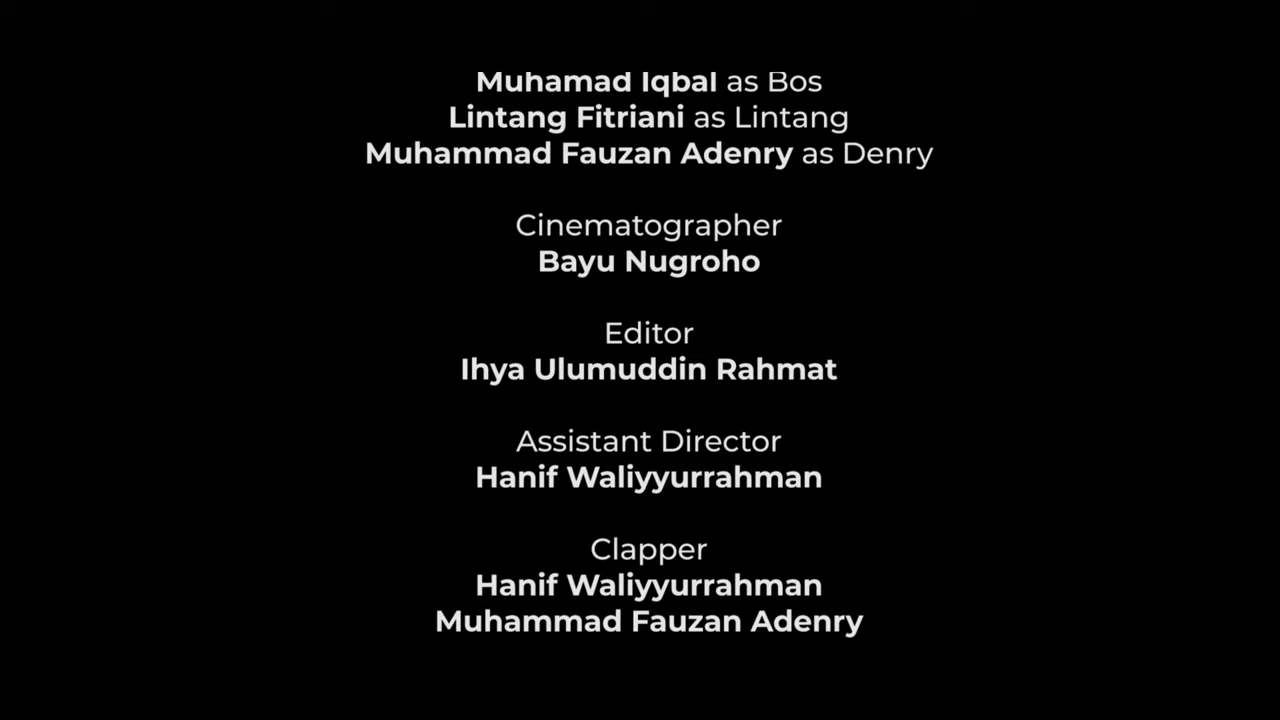 Muhamad Iqbal as Bos
Lintang Fitriani as Lintang
Muhammad Fauzan Adenry as Denry
Cinematographer
Bayu Nugroho
Editor
Ihya Ulumuddin Rahmat
Assistant Director
Hanif Waliyyurrahman
Clapper
Hanif Waliyyurrahman
Muhammad Fauzan Adenry